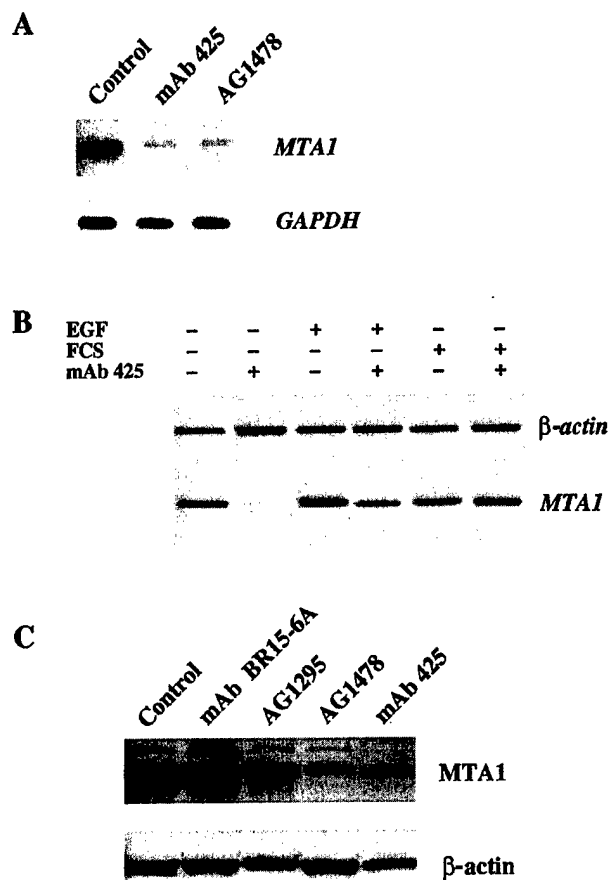 A
Control mAb 425 AG1478
MTA1
GAPDH
B
EGF – – + + – –
FCS – – – – + +
mAb 425 – + – + – +
β-actin
MTA1
C
Control mAb BR15-6A AG1295 AG1478 mAb 425
MTA1
β-actin